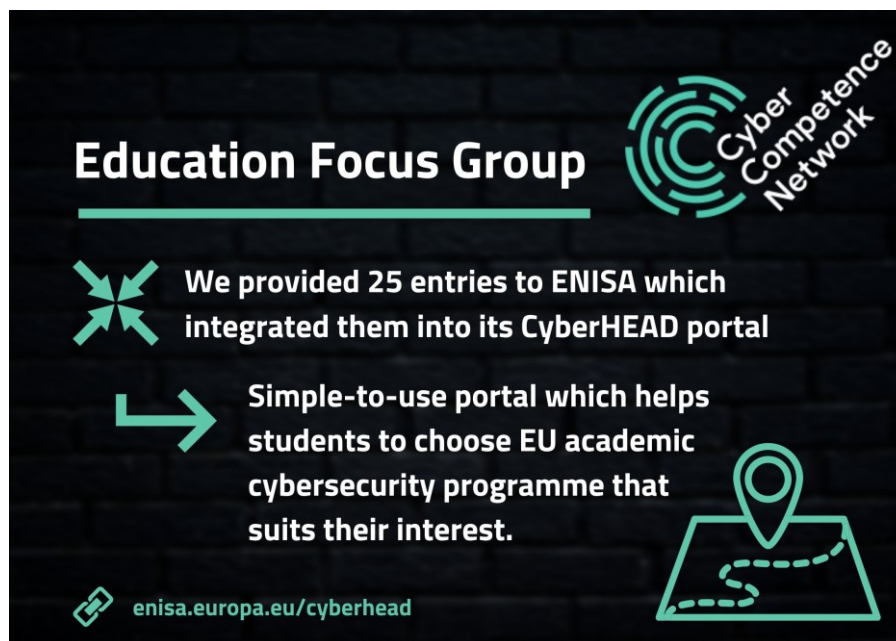 Education Focus Group
Cyber
Competence
Network
We provided 25 entries to ENISA which
integrated them into its CyberHEAD portal
Simple-to-use portal which helps
students to choose EU academic
cybersecurity programme that
suits their interest.
enisa.europa.eu/cyberhead